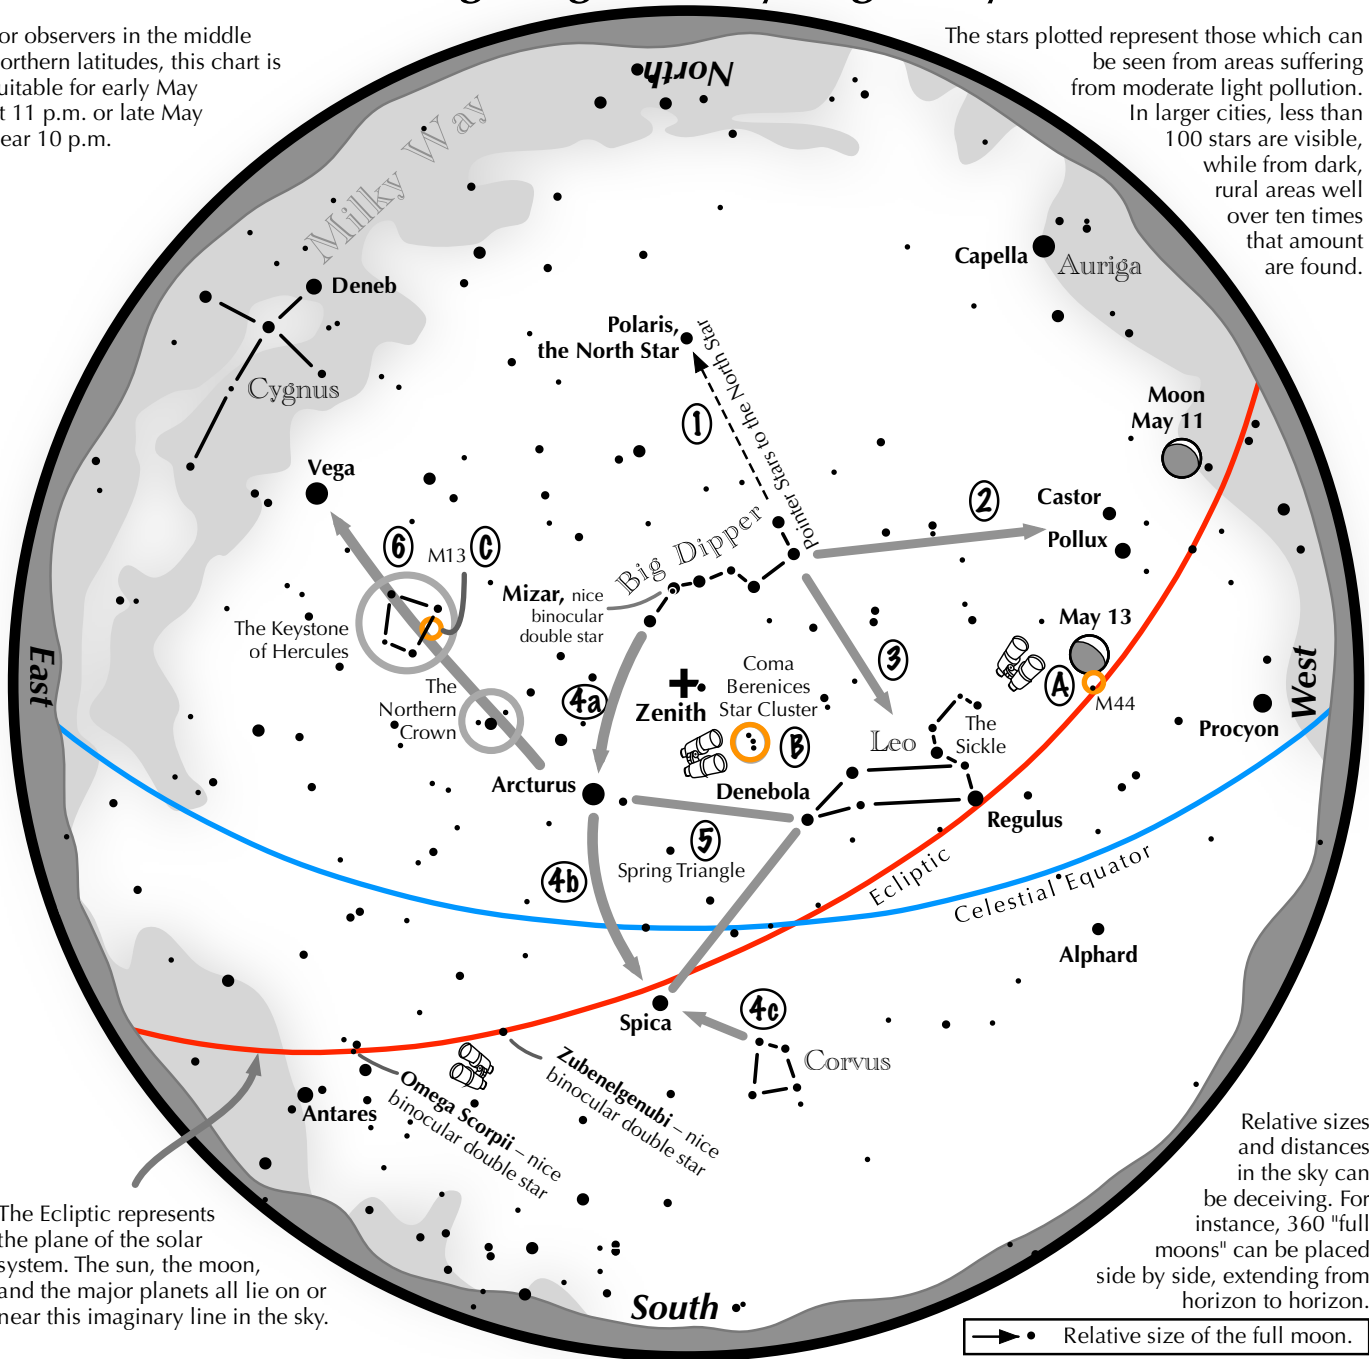 or observers in the middle
orthern latitudes, this chart is
uitable for early May
t 11 p.m. or late May
ear 10 p.m.
The stars plotted represent those which can
be seen from areas suffering
from moderate light pollution.
In larger cities, less than
100 stars are visible,
while from dark,
rural areas well
over ten times
that amount
are found.
North
Milky Way
Capella
Auriga
Deneb
Cygnus
Polaris,
the North Star
Pointer Stars to the North Star
1
Moon
May 11
Vega
Castor
Pollux
2
6
M13
C
Big Dipper
Mizar, nice
binocular
double star
The Keystone
of Hercules
May 13
A
M44
3
East
West
The
Northern
Crown
4a
Zenith
Coma
Berenices
Star Cluster
B
Leo
The
Sickle
Procyon
Arcturus
Denebola
Regulus
5
Spring Triangle
4b
Ecliptic
Celestial Equator
Alphard
Spica
4c
Corvus
Zubenelgenubi – nice
binocular double star
Omega Scorpii – nice
binocular double star
Antares
The Ecliptic represents
the plane of the solar
system. The sun, the moon,
and the major planets all lie on or
near this imaginary line in the sky.
South
Relative sizes
and distances
in the sky can
be deceiving. For
instance, 360 "full
moons" can be placed
side by side, extending from
horizon to horizon.
Relative size of the full moon.